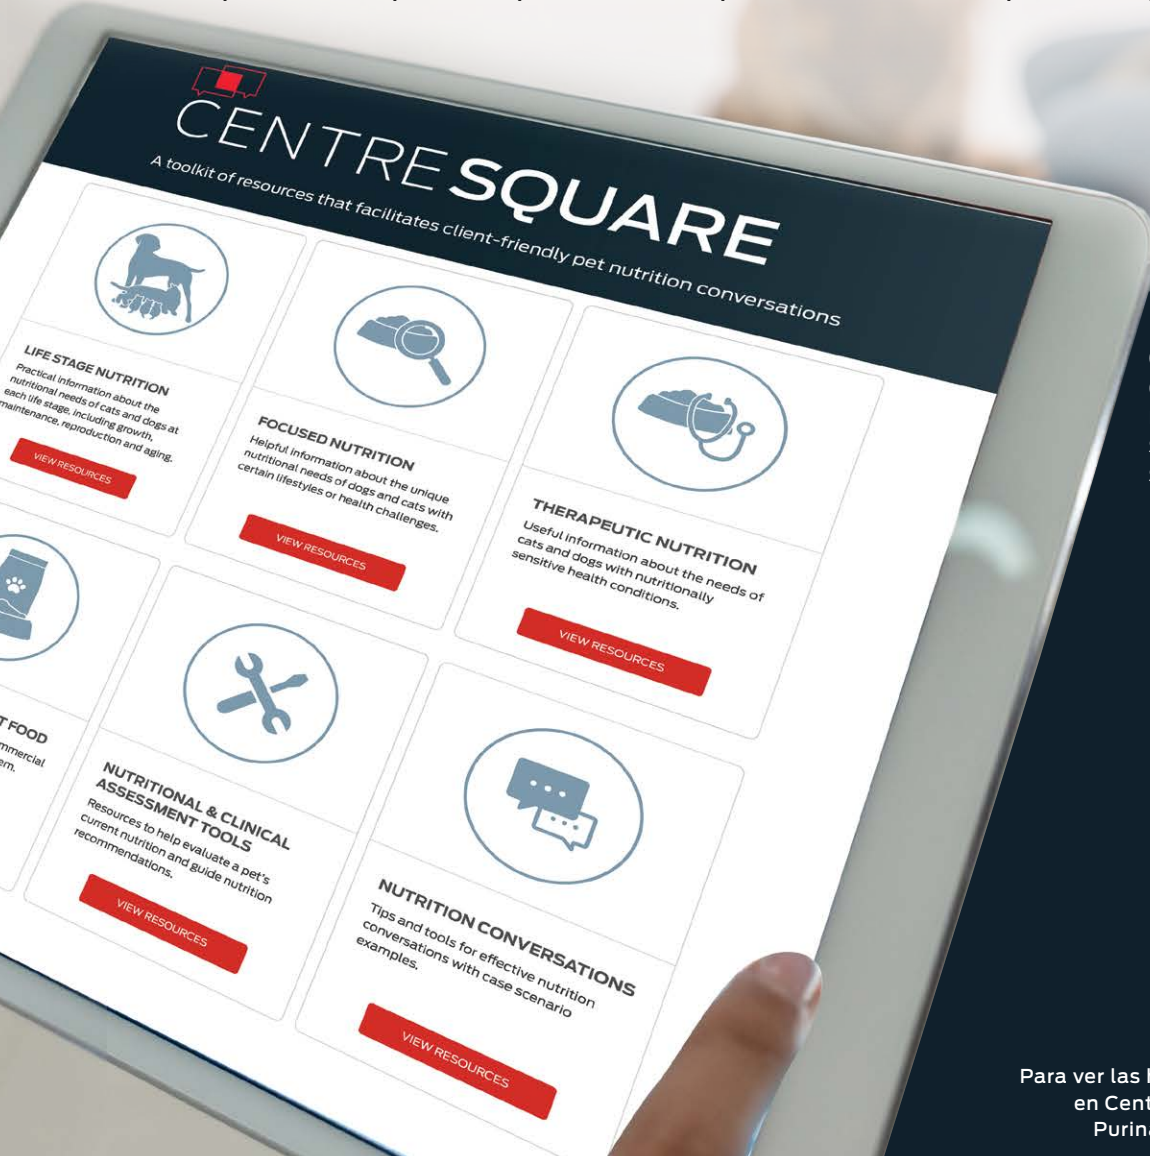 CENTRESQUARE
A toolkit of resources that facilitates client-friendly pet nutrition conversations
LIFE STAGE NUTRITION
Practical information about the
nutritional needs of cats and dogs at
each life stage, including growth,
maintenance, reproduction and aging.
VIEW RESOURCES
FOCUSED NUTRITION
Helpful information about the unique
nutritional needs of dogs and cats with
certain lifestyles or health challenges.
VIEW RESOURCES
THERAPEUTIC NUTRITION
Useful information about the needs of
cats and dogs with nutritionally
sensitive health conditions.
VIEW RESOURCES
FOOD
NUTRITIONAL & CLINICAL
ASSESSMENT TOOLS
Resources to help evaluate a pet's
current nutrition and guide nutrition
recommendations.
VIEW RESOURCES
NUTRITION CONVERSATIONS
Tips and tools for effective nutrition
conversations with case scenario
examples.
VIEW RESOURCES
Para ver las
en Cent
Purina